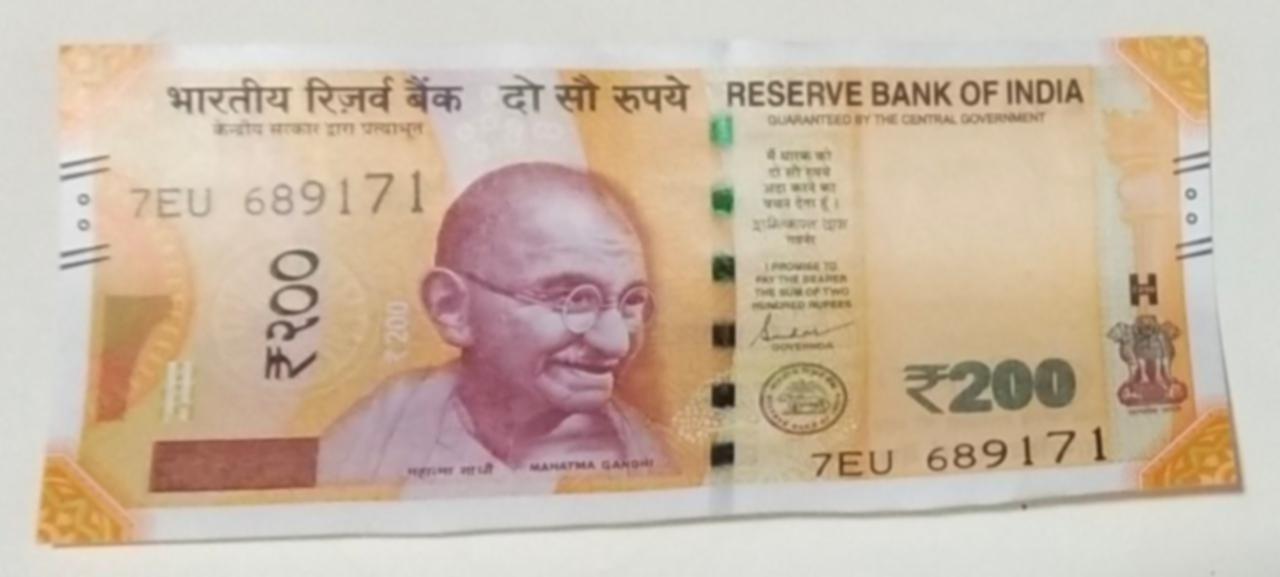 भारतीय रिज़र्व बैंक दो सौ रुपये RESERVE BANK OF INDIA
केन्द्रीय सरकार द्वारा प्रत्याभूत
GUARANTEED BY THE CENTRAL GOVERNMENT
7EU 689171
₹२००
₹200
मैं धारक को
दो सौ रुपये
अदा करने का
वचन देता हूँ ।
गवर्नर
I PROMISE TO
PAY THE BEARER
THE SUM OF TWO
HUNDRED RUPEES
GOVERNOR
₹200
7EU 689171
महात्मा गांधी MAHATMA GANDHI